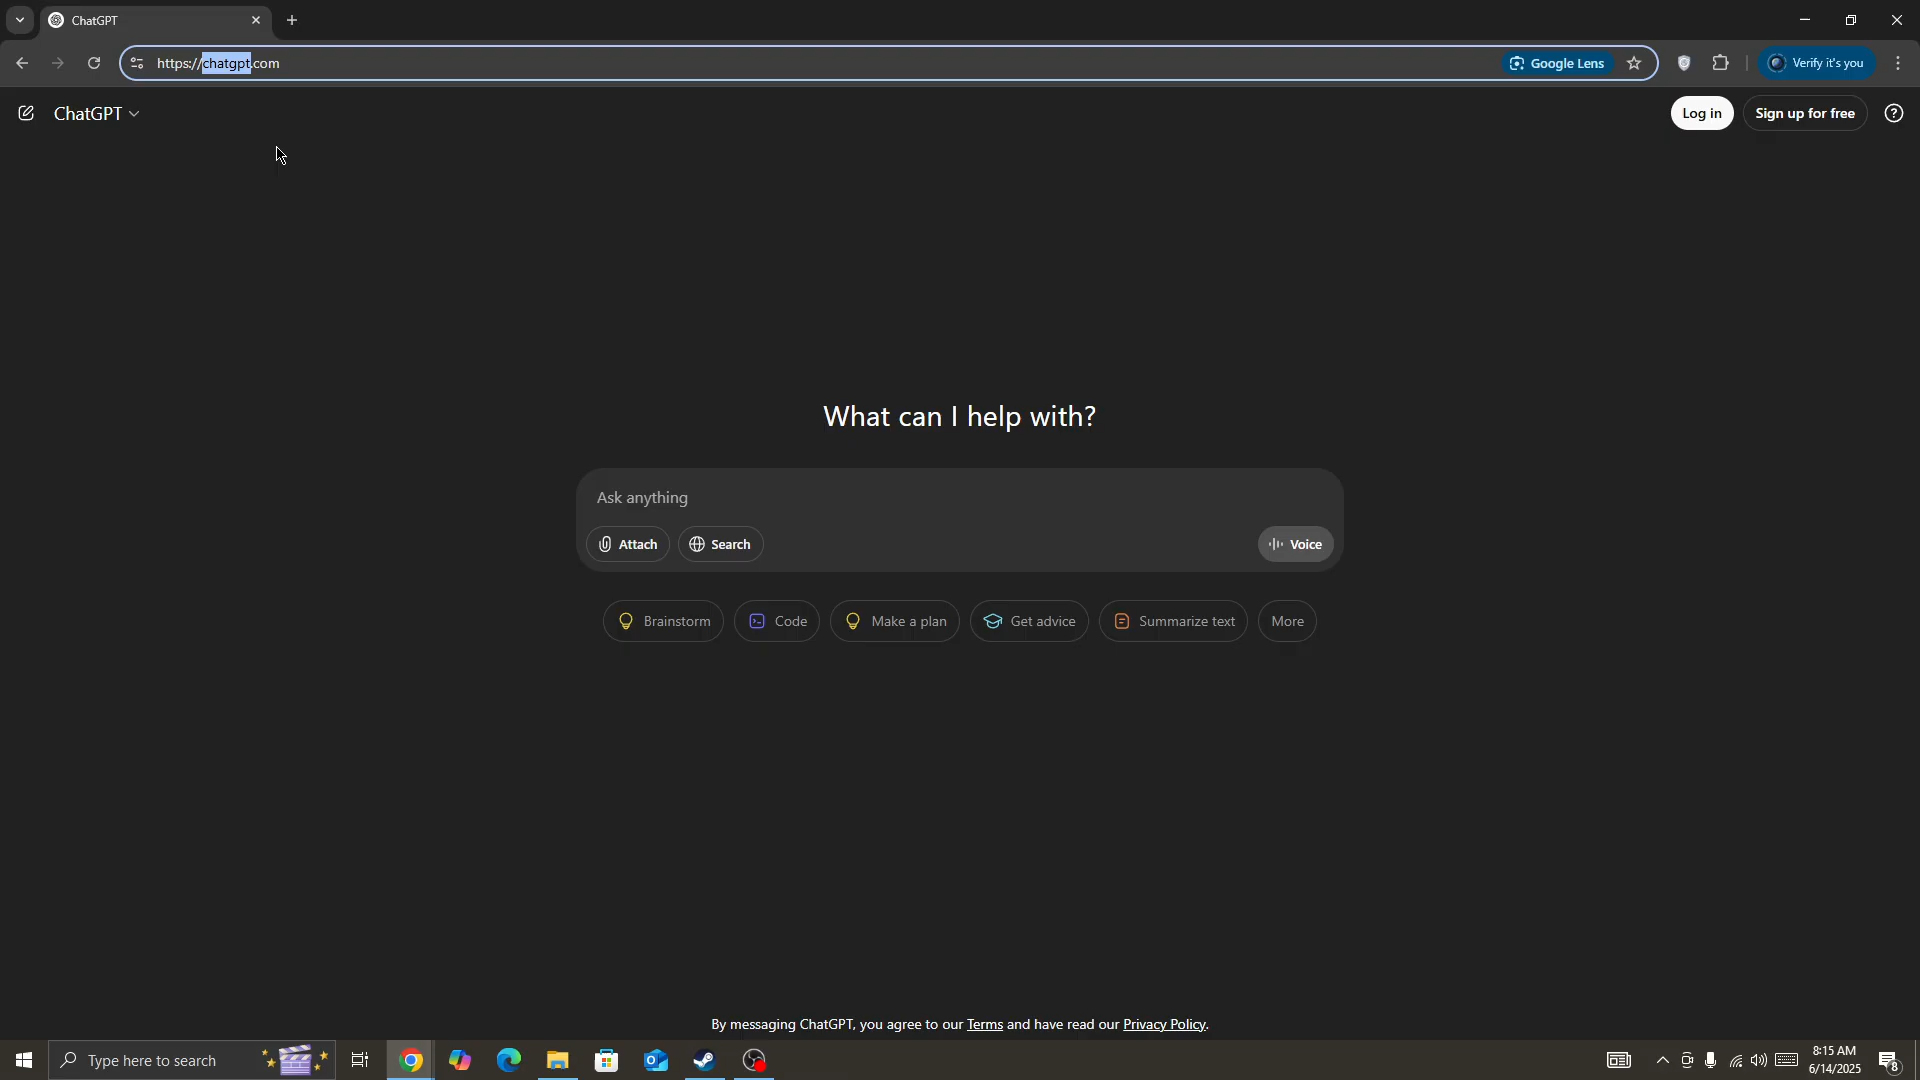 ChatGPT
https://chatgpt.com
Google Lens
Verify it's you
ChatGPT
Log in
Sign up for free
What can I help with?
Ask anything
Attach
Search
Voice
Brainstorm
Code
Make a plan
Get advice
Summarize text
More
By messaging ChatGPT, you agree to our Terms and have read our Privacy Policy.
Type here to search
8:15 AM
6/14/2025
8